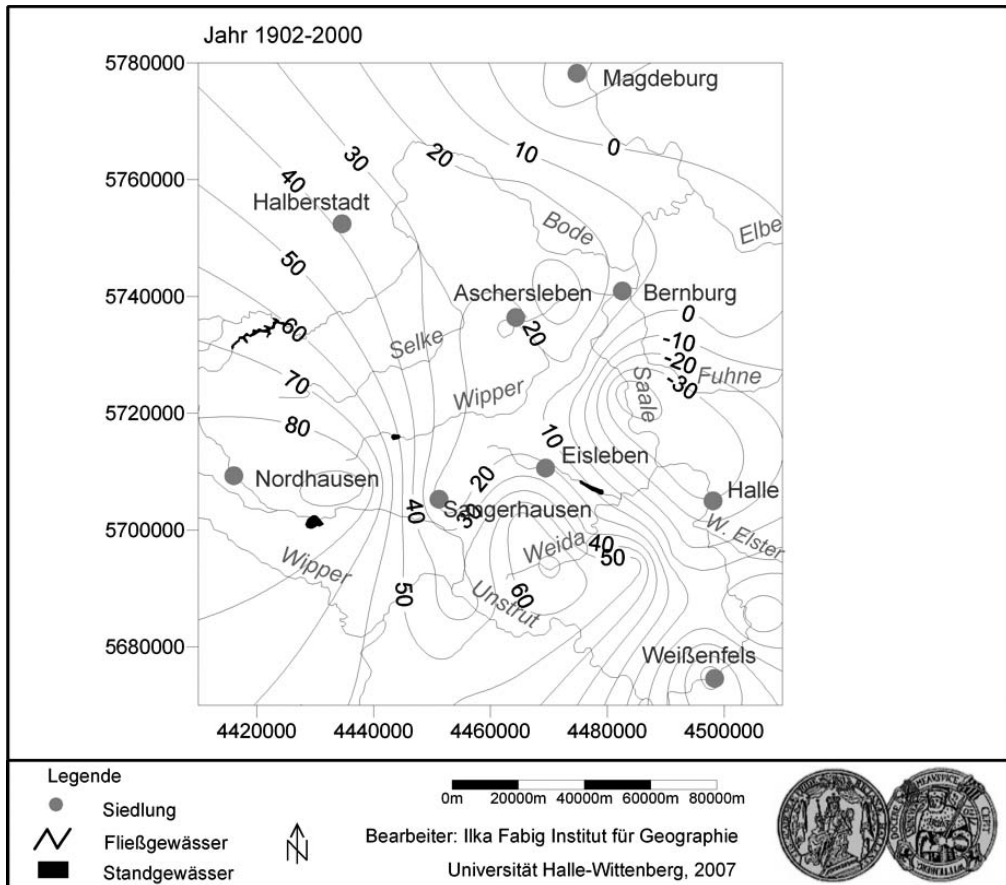 Jahr 1902-2000
5780000
Magdeburg
0
10
20
30
5760000
40
Halberstadt
Bode
Elbe
50
5740000
Aschersleben
Bernburg
0
60
20
Selke
-10
-20
-30
Fuhne
70
Wipper
Saale
5720000
80
10
Eisleben
Nordhausen
20
Halle
40
30
Sangerhausen
5700000
W. Elster
Weida
40
50
Wipper
50
60
Unstrut
5680000
Weißenfels
4420000 4440000 4460000 4480000 4500000
Legende
Siedlung
Fließgewässer
Standgewässer
N
0m 20000m 40000m 60000m 80000m
Bearbeiter: Ilka Fabig Institut für Geographie
Universität Halle-Wittenberg, 2007